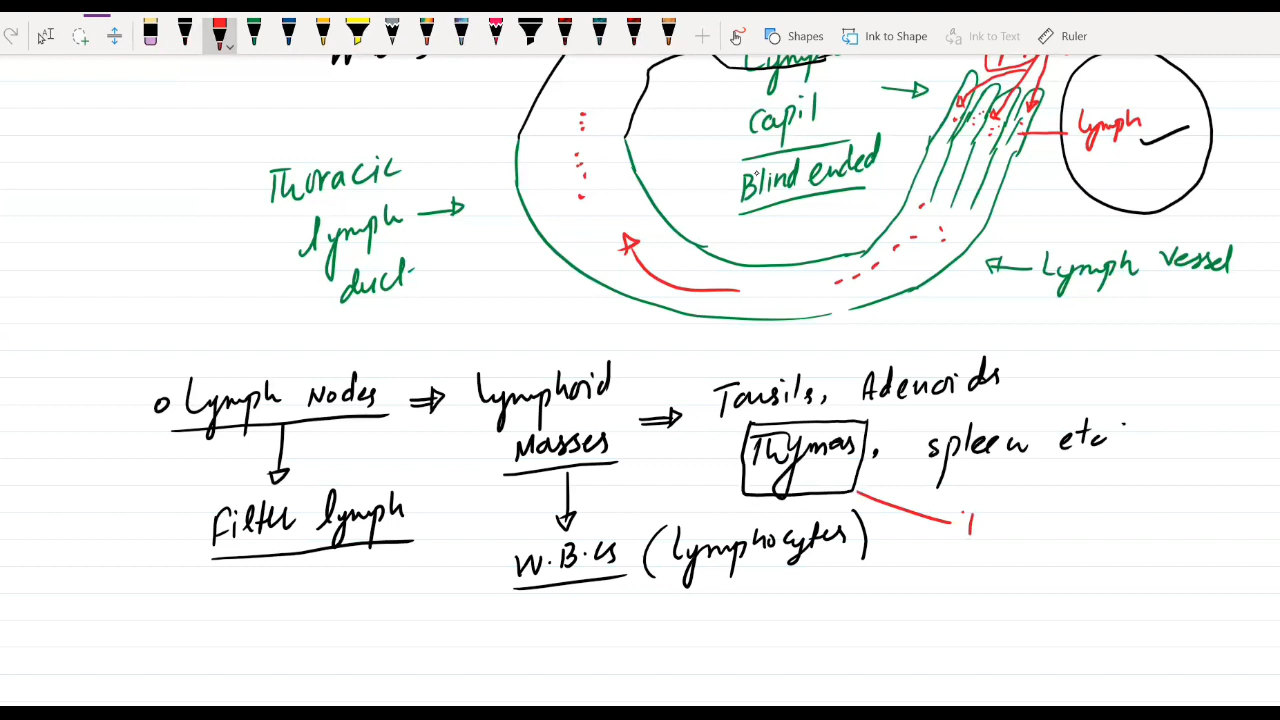 Shapes Ink to Shape Ink to Text Ruler
Capil
Blind ended
Lymph
Thoracic
lymph
duct
Lymph Vessel
o Lymph Nodes ⇒ Lymphoid ⇒ Tonsils, Adenoids
Masses Thymas, spleen etc
Filter lymph
W.B.Cs (Lymphocytes)